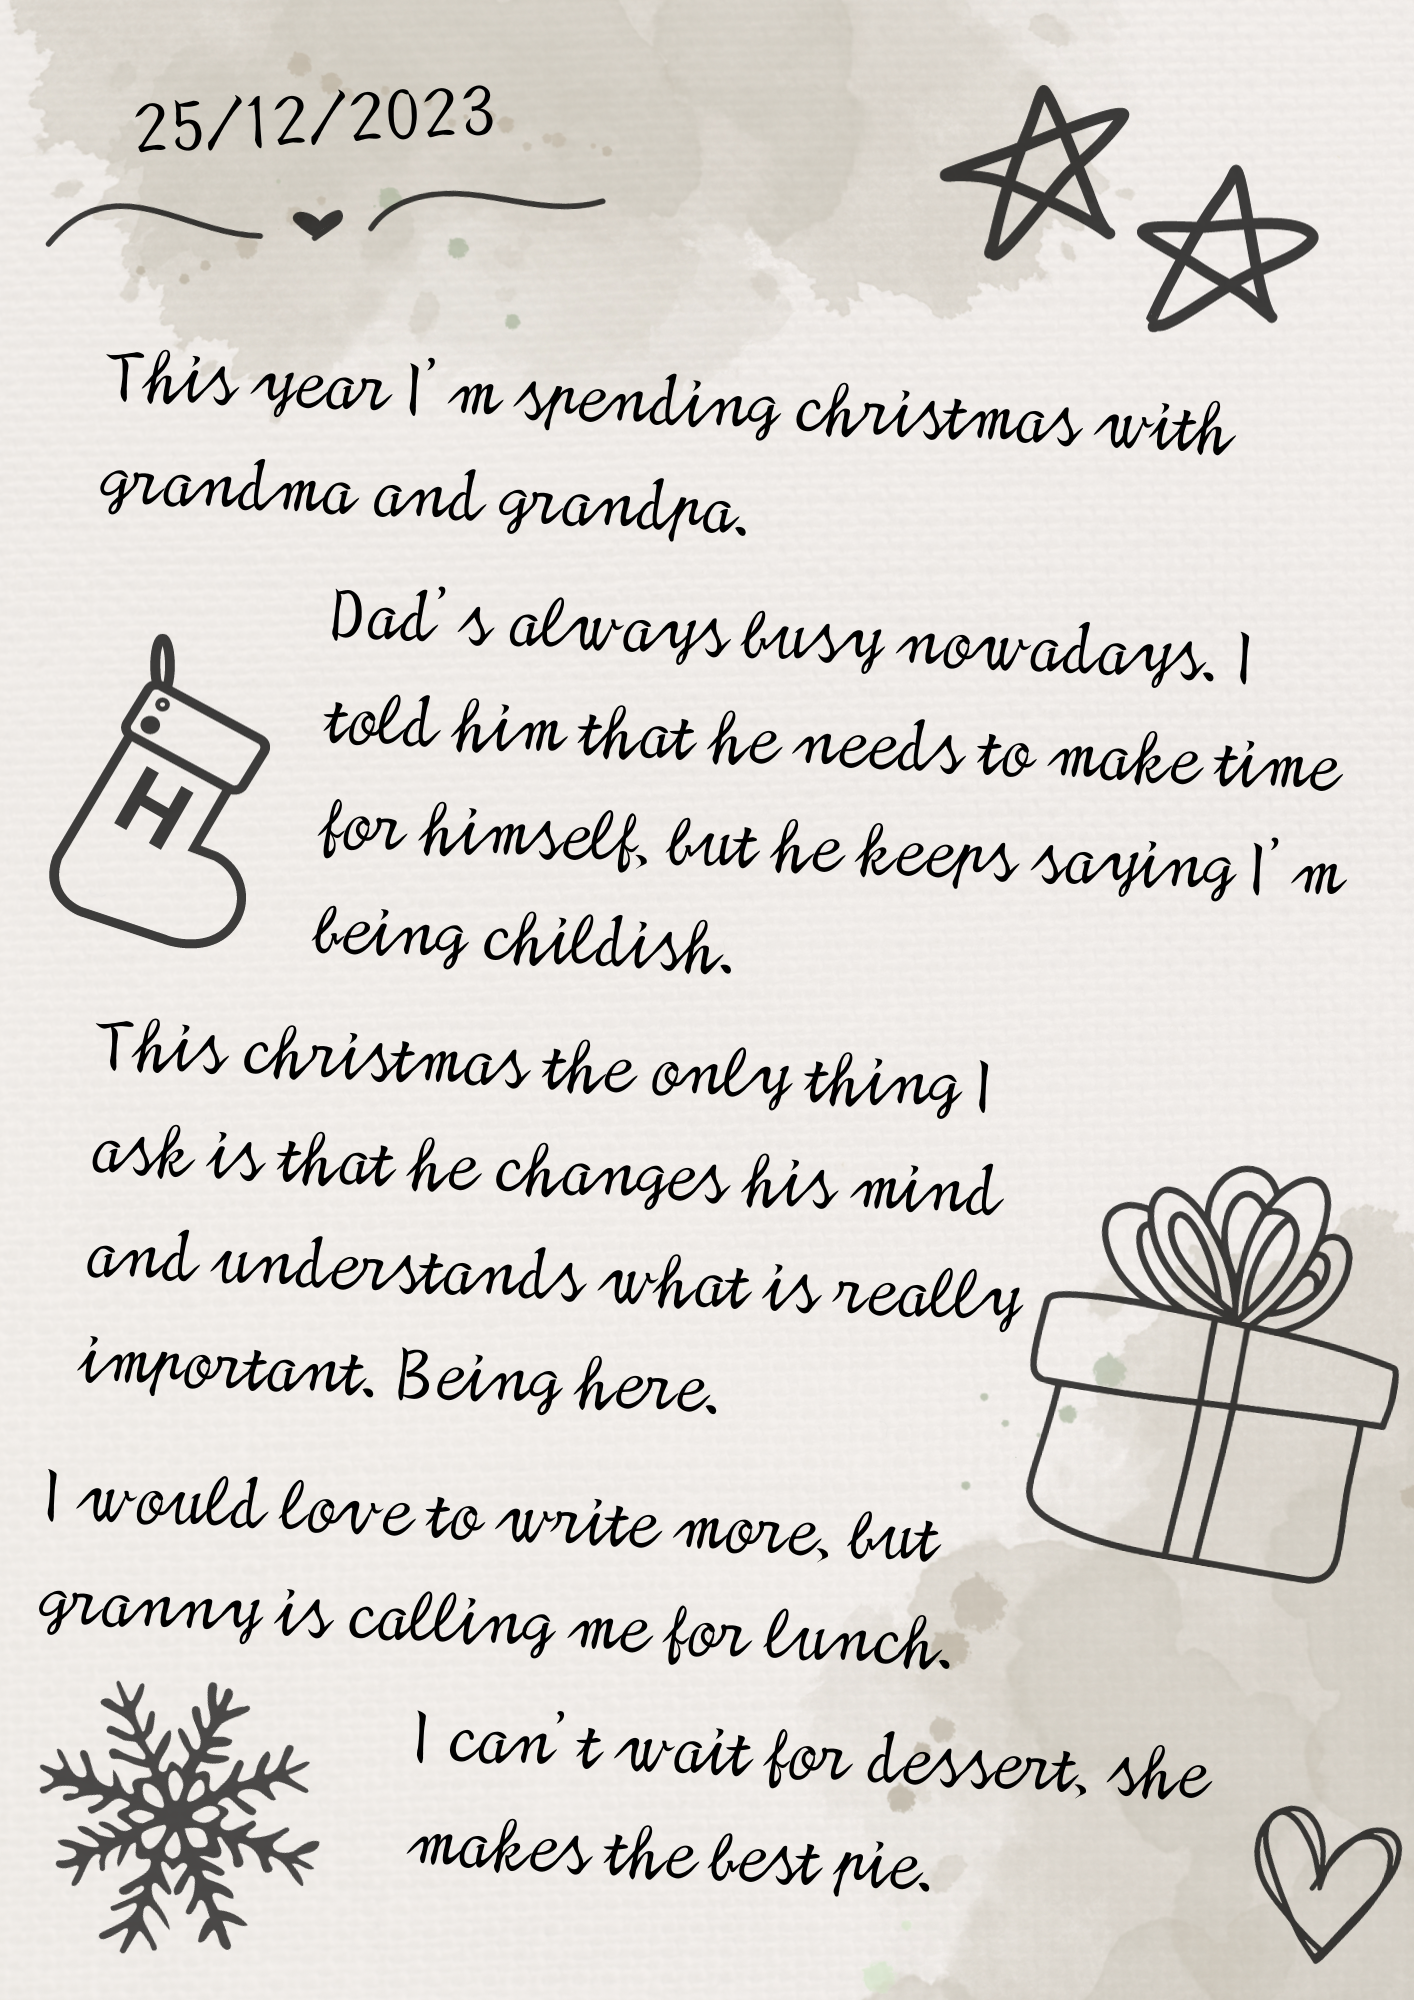 25/12/2023
This year I'm spending christmas with
grandma and grandpa.
Dad's always busy nowadays. I
told him that he needs to make time
for himself, but he keeps saying I'm
being childish.
H
This christmas the only thing I
ask is that he changes his mind
and understands what is really
important. Being here.
I would love to write more, but
granny is calling me for lunch.
I can't wait for dessert, she
makes the best pie.